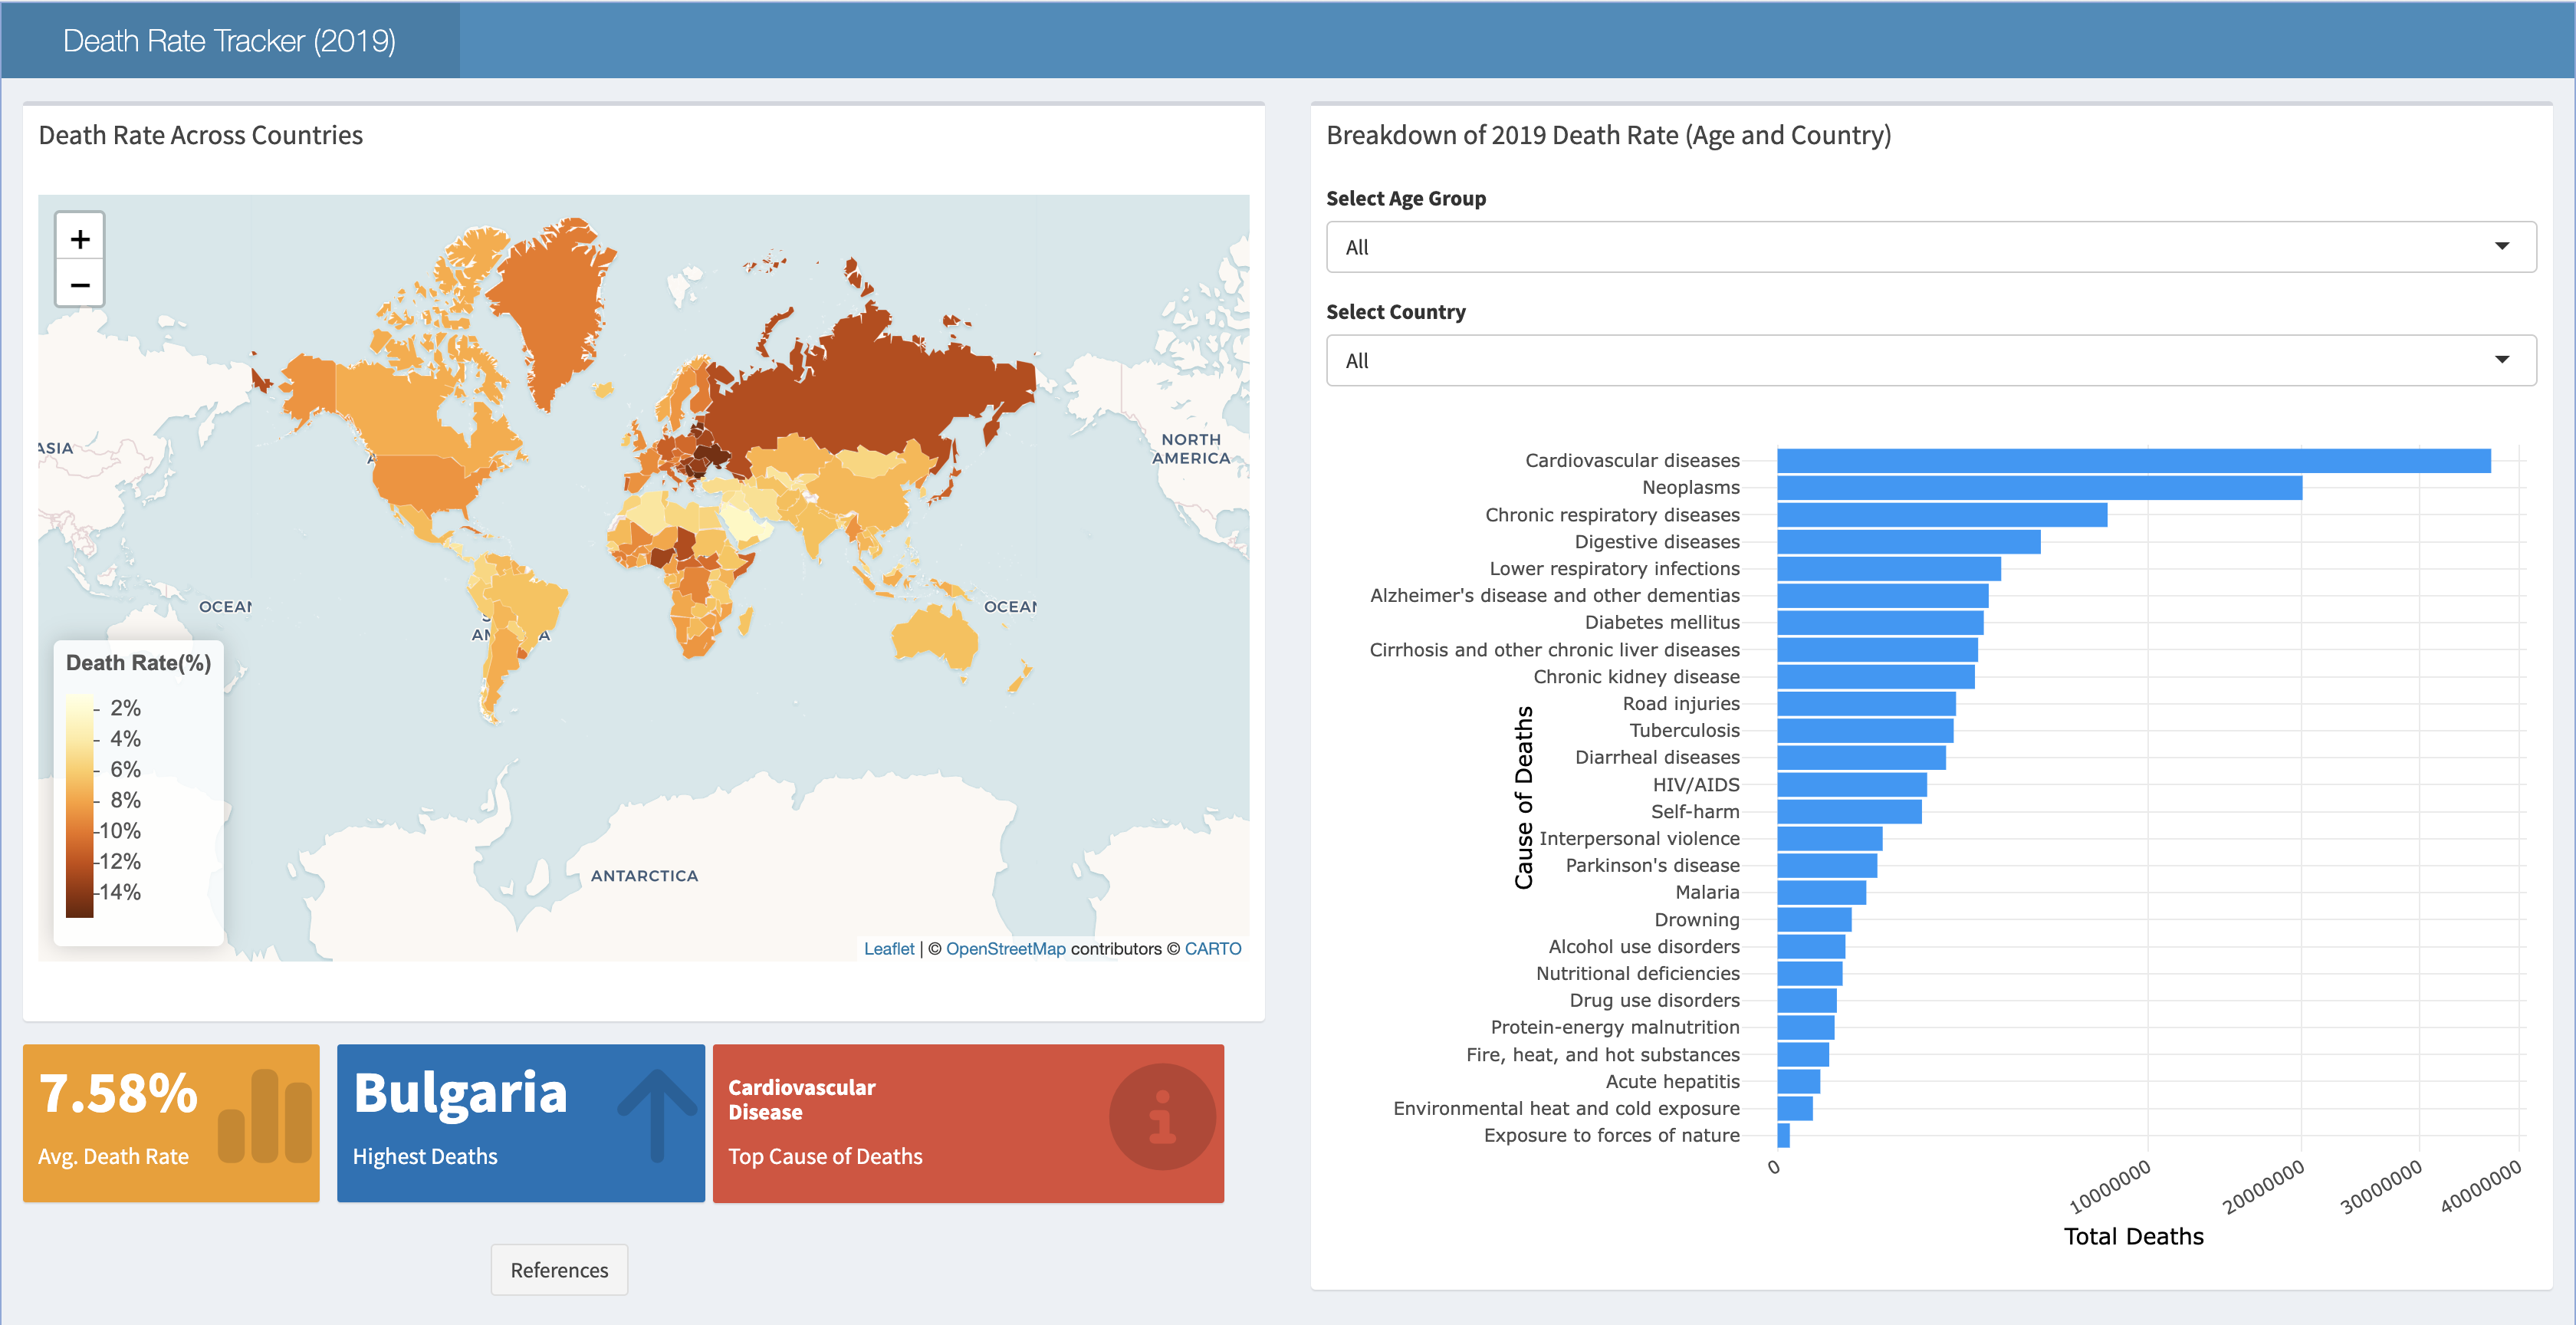 Death Rate Tracker (2019)
Death Rate Across Countries
+
−
ASIA
NORTH
AMERICA
OCEAN
OCEAN
ANTARCTICA
Death Rate(%)
2%
4%
6%
8%
10%
12%
14%
Leaflet | © OpenStreetMap contributors © CARTO
7.58%
Avg. Death Rate
Bulgaria
Highest Deaths
Cardiovascular
Disease
Top Cause of Deaths
References
Breakdown of 2019 Death Rate (Age and Country)
Select Age Group
All
Select Country
All
Cause of Deaths
Cardiovascular diseases
Neoplasms
Chronic respiratory diseases
Digestive diseases
Lower respiratory infections
Alzheimer's disease and other dementias
Diabetes mellitus
Cirrhosis and other chronic liver diseases
Chronic kidney disease
Road injuries
Tuberculosis
Diarrheal diseases
HIV/AIDS
Self-harm
Interpersonal violence
Parkinson's disease
Malaria
Drowning
Alcohol use disorders
Nutritional deficiencies
Drug use disorders
Protein-energy malnutrition
Fire, heat, and hot substances
Acute hepatitis
Environmental heat and cold exposure
Exposure to forces of nature
0
10000000
20000000
30000000
40000000
Total Deaths